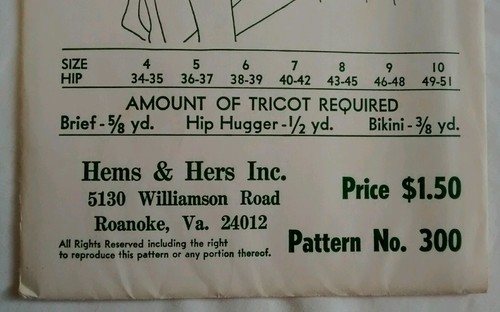 SIZE 4 5 6 7 8 9 10
HIP 34-35 36-37 38-39 40-42 43-45 46-48 49-51
AMOUNT OF TRICOT REQUIRED
Brief - 5/8 yd. Hip Hugger - 1/2 yd. Bikini - 3/8 yd.
Hems & Hers Inc.
5130 Williamson Road
Roanoke, Va. 24012
Price $1.50
All Rights Reserved including the right
to reproduce this pattern or any portion thereof.
Pattern No. 300